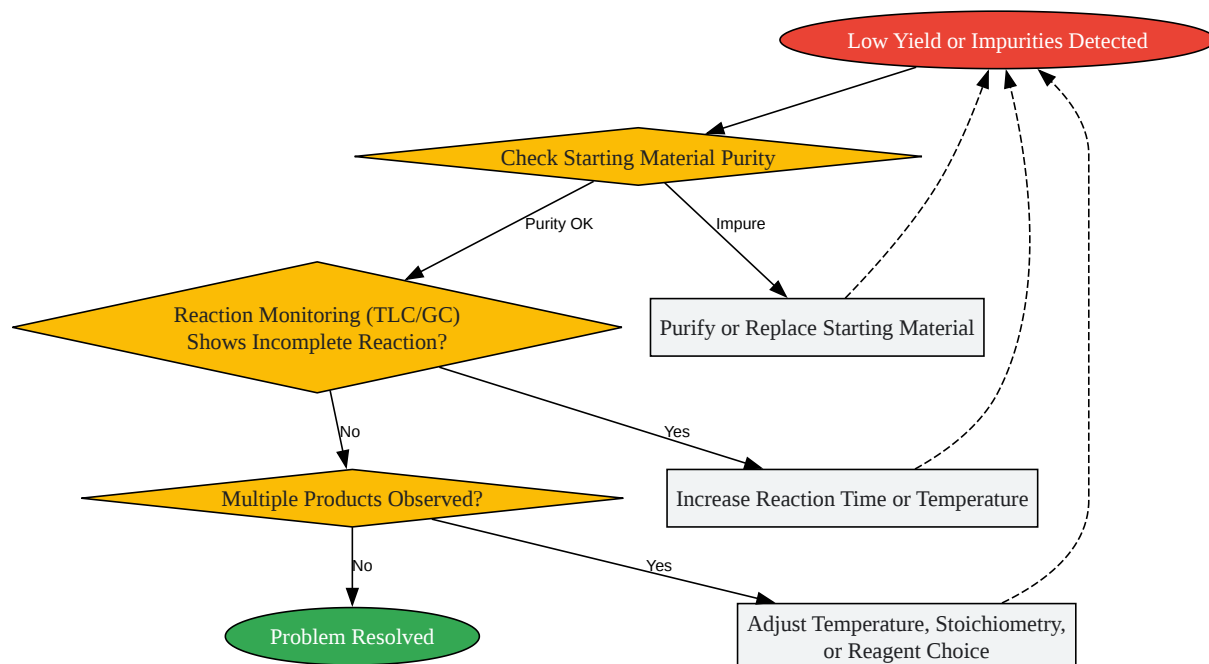 Low Yield or Impurities Detected
Check Starting Material Purity
Purity OK
Impure
Reaction Monitoring (TLC/GC)
Shows Incomplete Reaction?
Purify or Replace Starting Material
No
Yes
Multiple Products Observed?
Increase Reaction Time or Temperature
No
Yes
Problem Resolved
Adjust Temperature, Stoichiometry,
or Reagent Choice